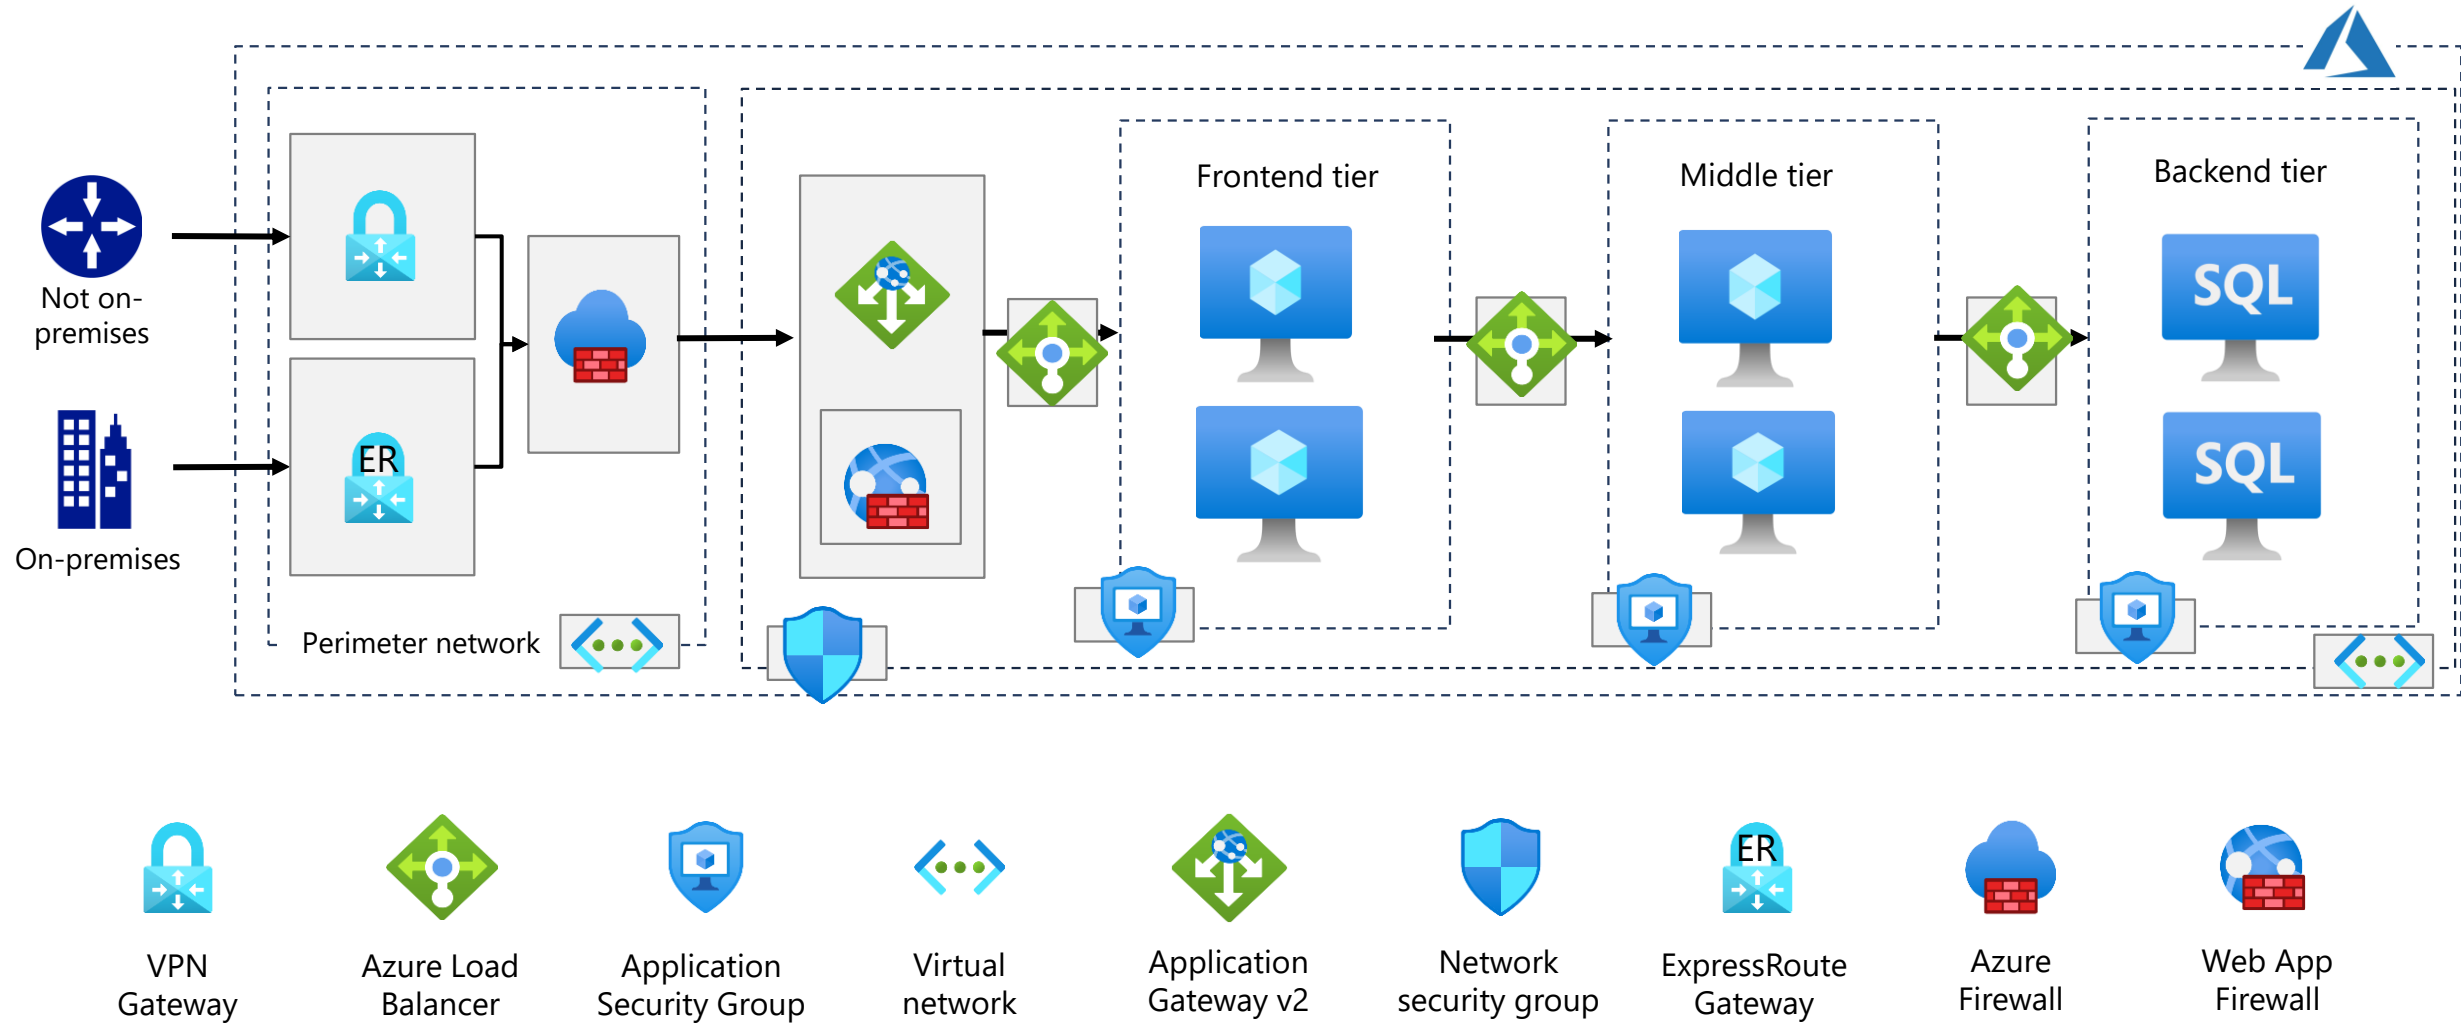 Frontend tier
Middle tier
Backend tier
SQL
Not on-
premises
ER
SQL
On-premises
Perimeter network
ER
VPN
Gateway
Azure Load
Balancer
Application
Security Group
Virtual
network
Application
Gateway v2
Network
security group
ExpressRoute
Gateway
Azure
Firewall
Web App
Firewall